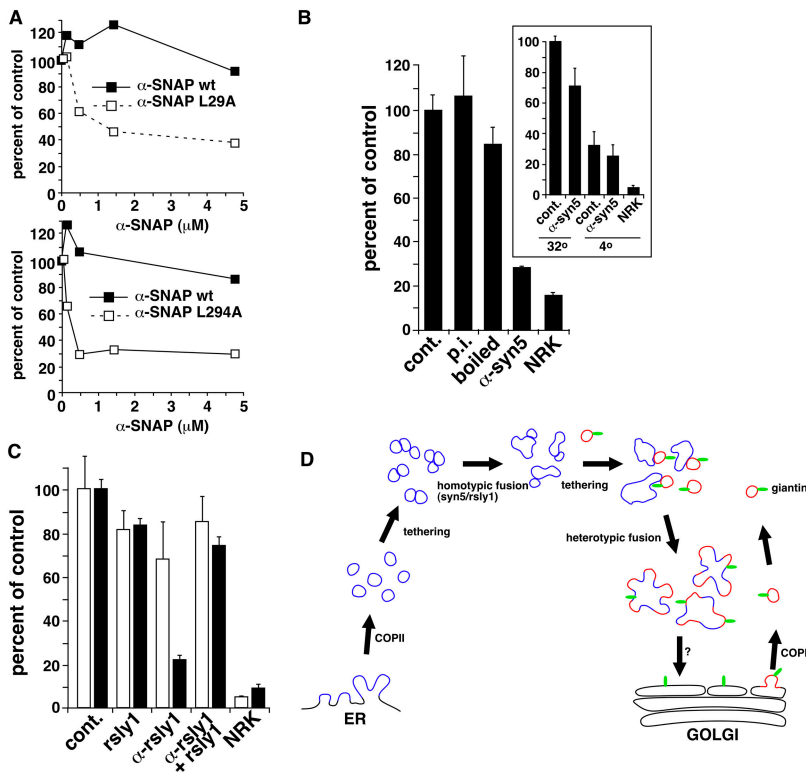 A
percent of control
120
100
80
60
40
20
0
α-SNAP wt
α-SNAP L29A
0 1 2 3 4 5
α-SNAP (μM)
percent of control
120
100
80
60
40
20
0
α-SNAP wt
α-SNAP L294A
0 1 2 3 4 5
α-SNAP (μM)
B
percent of control
120
100
80
60
40
20
0
cont.
p.i.
boiled
α-syn5
NRK
100
80
60
40
20
0
cont.
α-syn5
cont.
α-syn5
NRK
32o 4o
C
percent of control
100
80
60
40
20
0
cont.
rsly1
α-rsly1
α-rsly1
+ rsly1
NRK
D
homotypic fusion
(syn5/rsly1)
tethering
giantin
tethering
heterotypic fusion
COPII
?
COPI
ER
GOLGI